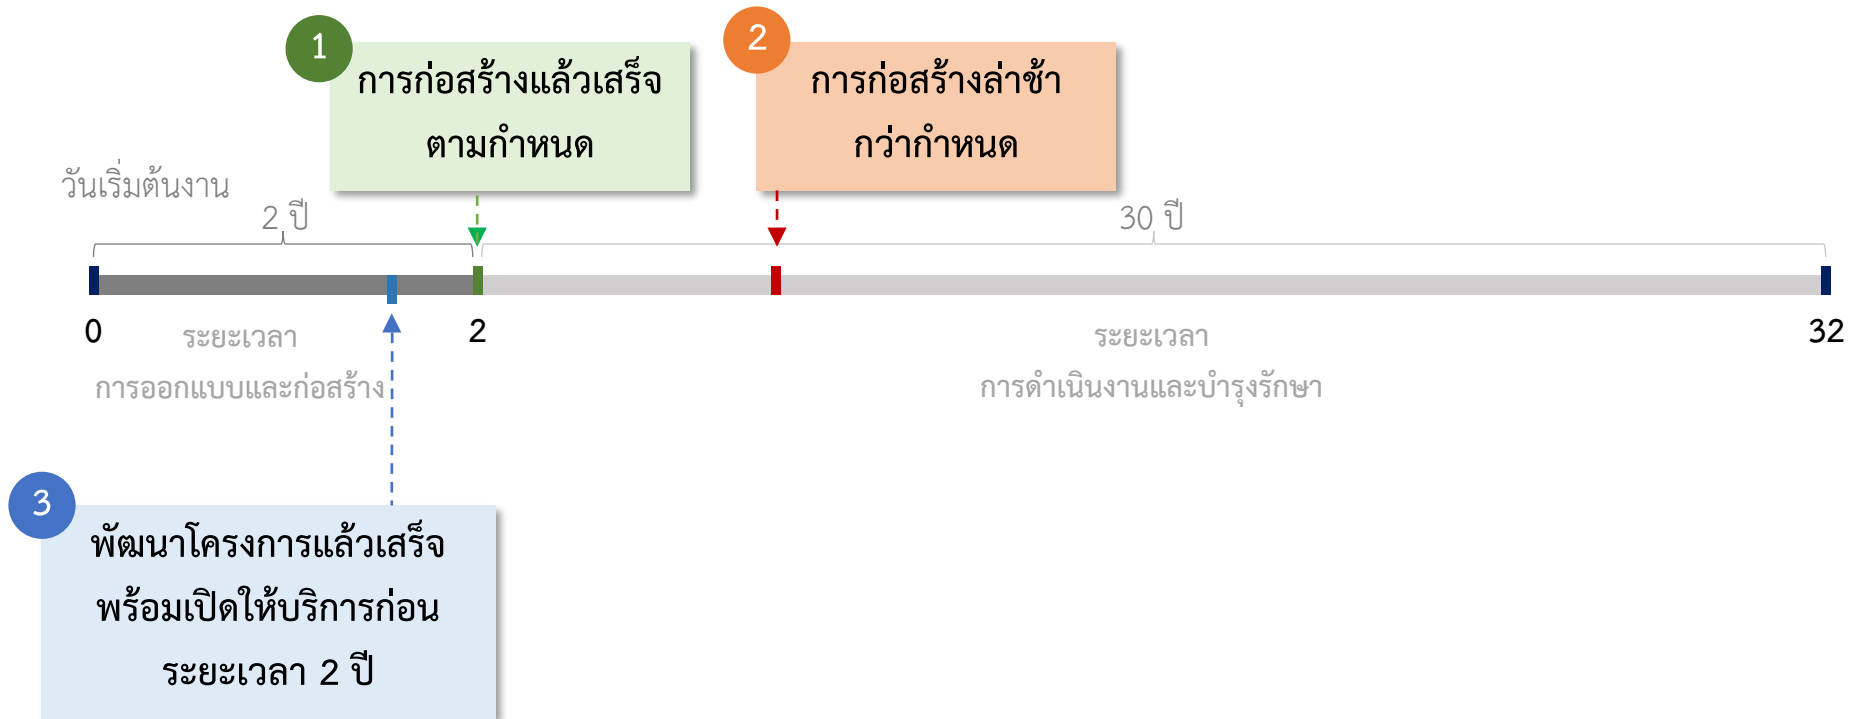 1
การก่อสร้างแล้วเสร็จ
ตามกำหนด
2
การก่อสร้างล่าช้า
กว่ากำหนด
วันเริ่มต้นงาน
2 ปี
30 ปี
0
2
32
ระยะเวลา
การออกแบบและก่อสร้าง
ระยะเวลา
การดำเนินงานและบำรุงรักษา
3
พัฒนาโครงการแล้วเสร็จ
พร้อมเปิดให้บริการก่อน
ระยะเวลา 2 ปี